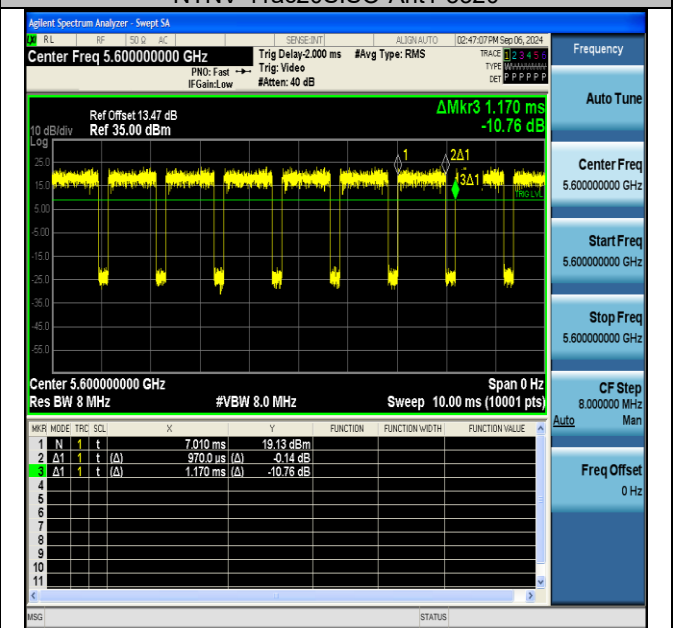 NTNV-11ac20SISO-Ant1-5320
Agilent Spectrum Analyzer - Swept SA
RL RF 50 Ω AC SENSE:INT ALIGN AUTO 02:47:07 PM Sep 06, 2024
Center Freq 5.600000000 GHz
Trig Delay-2.000 ms #Avg Type: RMS
TRACE 1 2 3 4 5 6
PNO: Fast Trig: Video
TYPE
IFGain:Low #Atten: 40 dB
DET P P P P P P
Frequency
Auto Tune
ΔMkr3 1.170 ms
Ref Offset 13.47 dB
10 dB/div Ref 35.00 dBm
-10.76 dB
Log
25.0
15.0
5.00
-5.00
-15.0
-25.0
-35.0
-45.0
-55.0
1
2Δ1
3Δ1
TRIG LVL
Center Freq
5.600000000 GHz
Start Freq
5.600000000 GHz
Stop Freq
5.600000000 GHz
CF Step
8.000000 MHz
Auto Man
Freq Offset
0 Hz
Center 5.600000000 GHz Span 0 Hz
Res BW 8 MHz #VBW 8.0 MHz Sweep 10.00 ms (10001 pts)
MKR MODE TRC SCL X Y FUNCTION FUNCTION WIDTH FUNCTION VALUE
1 N 1 t 7.010 ms 19.13 dBm
2 Δ1 1 t (Δ) 970.0 us (Δ) -0.14 dB
3 Δ1 1 t (Δ) 1.170 ms (Δ) -10.76 dB
4
5
6
7
8
9
10
11
MSG STATUS